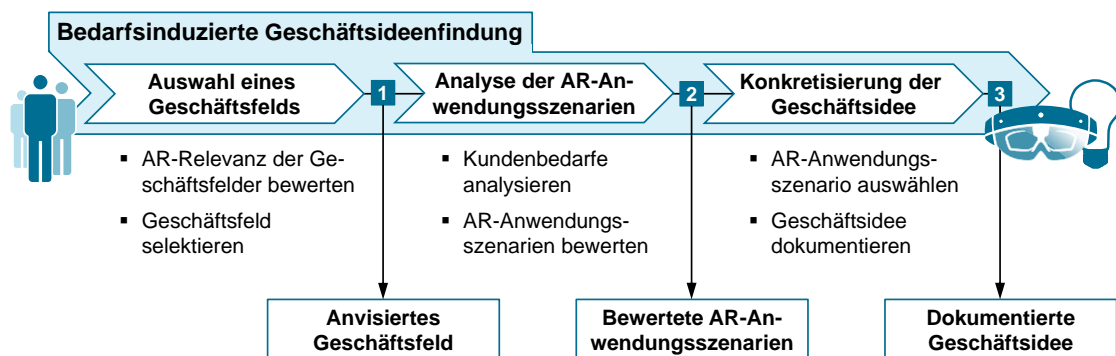 Bedarfsinduzierte Geschäftsideenfindung
Auswahl eines
Geschäftsfelds
1
Analyse der AR-An-
wendungsszenarien
2
Konkretisierung der
Geschäftsidee
3
▪ AR-Relevanz der Ge-
schäftsfelder bewerten
▪ Geschäftsfeld
selektieren
▪ Kundenbedarfe
analysieren
▪ AR-Anwendungs-
szenarien bewerten
▪ AR-Anwendungs-
szenario auswählen
▪ Geschäftsidee
dokumentieren
Anvisiertes
Geschäftsfeld
Bewertete AR-An-
wendungsszenarien
Dokumentierte
Geschäftsidee